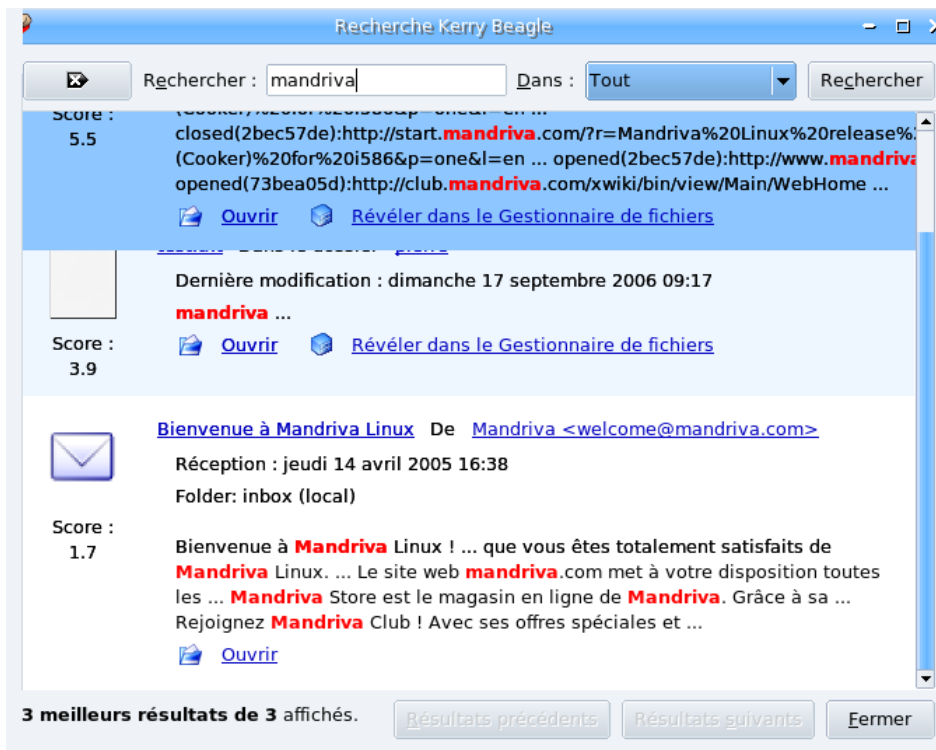 Recherche Kerry Beagle
Rechercher : mandriva Dans : Tout Rechercher
Score :
5.5
(Cooker)%20for%20i586&p=one&l=en ...
closed(2bec57de):http://start.mandriva.com/?r=Mandriva%20Linux%20release%
(Cooker)%20for%20i586&p=one&l=en ... opened(2bec57de):http://www.mandriva
opened(73bea05d):http://club.mandriva.com/xwiki/bin/view/Main/WebHome ...
Ouvrir Révéler dans le Gestionnaire de fichiers
Dernière modification : dimanche 17 septembre 2006 09:17
mandriva ...
Score :
3.9
Ouvrir Révéler dans le Gestionnaire de fichiers
Bienvenue à Mandriva Linux De Mandriva <welcome@mandriva.com>
Réception : jeudi 14 avril 2005 16:38
Folder: inbox (local)
Score :
1.7
Bienvenue à Mandriva Linux ! ... que vous êtes totalement satisfaits de
Mandriva Linux. ... Le site web mandriva.com met à votre disposition toutes
les ... Mandriva Store est le magasin en ligne de Mandriva. Grâce à sa ...
Rejoignez Mandriva Club ! Avec ses offres spéciales et ...
Ouvrir
3 meilleurs résultats de 3 affichés.
Résultats précédents Résultats suivants Fermer